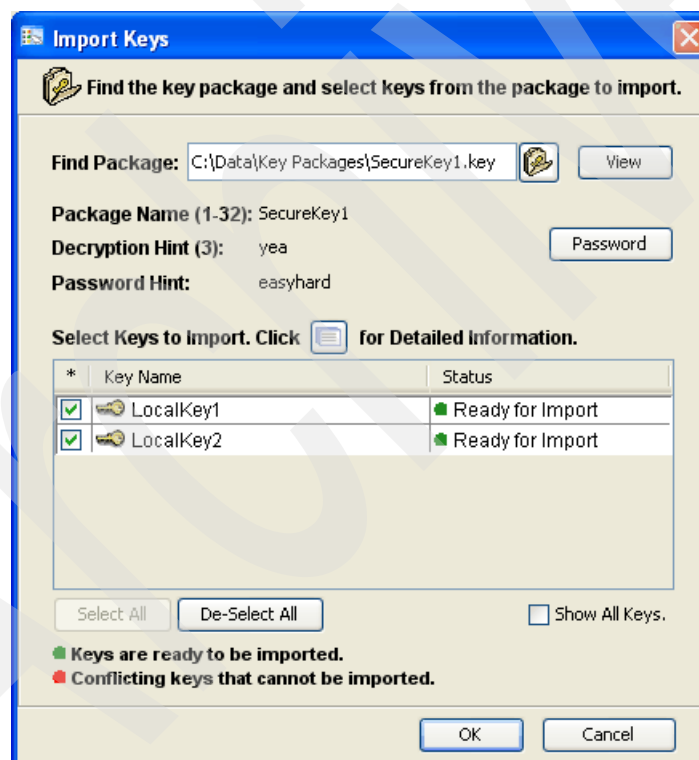 Import Keys
Find the key package and select keys from the package to import.
Find Package: C:\Data\Key Packages\SecureKey1.key View
Package Name (1-32): SecureKey1
Decryption Hint (3): yea Password
Password Hint: easyhard
Select Keys to Import. Click for Detailed Information.
* Key Name Status
LocalKey1 Ready for Import
LocalKey2 Ready for Import
Select All De-Select All Show All Keys.
Keys are ready to be imported.
Conflicting keys that cannot be imported.
OK Cancel